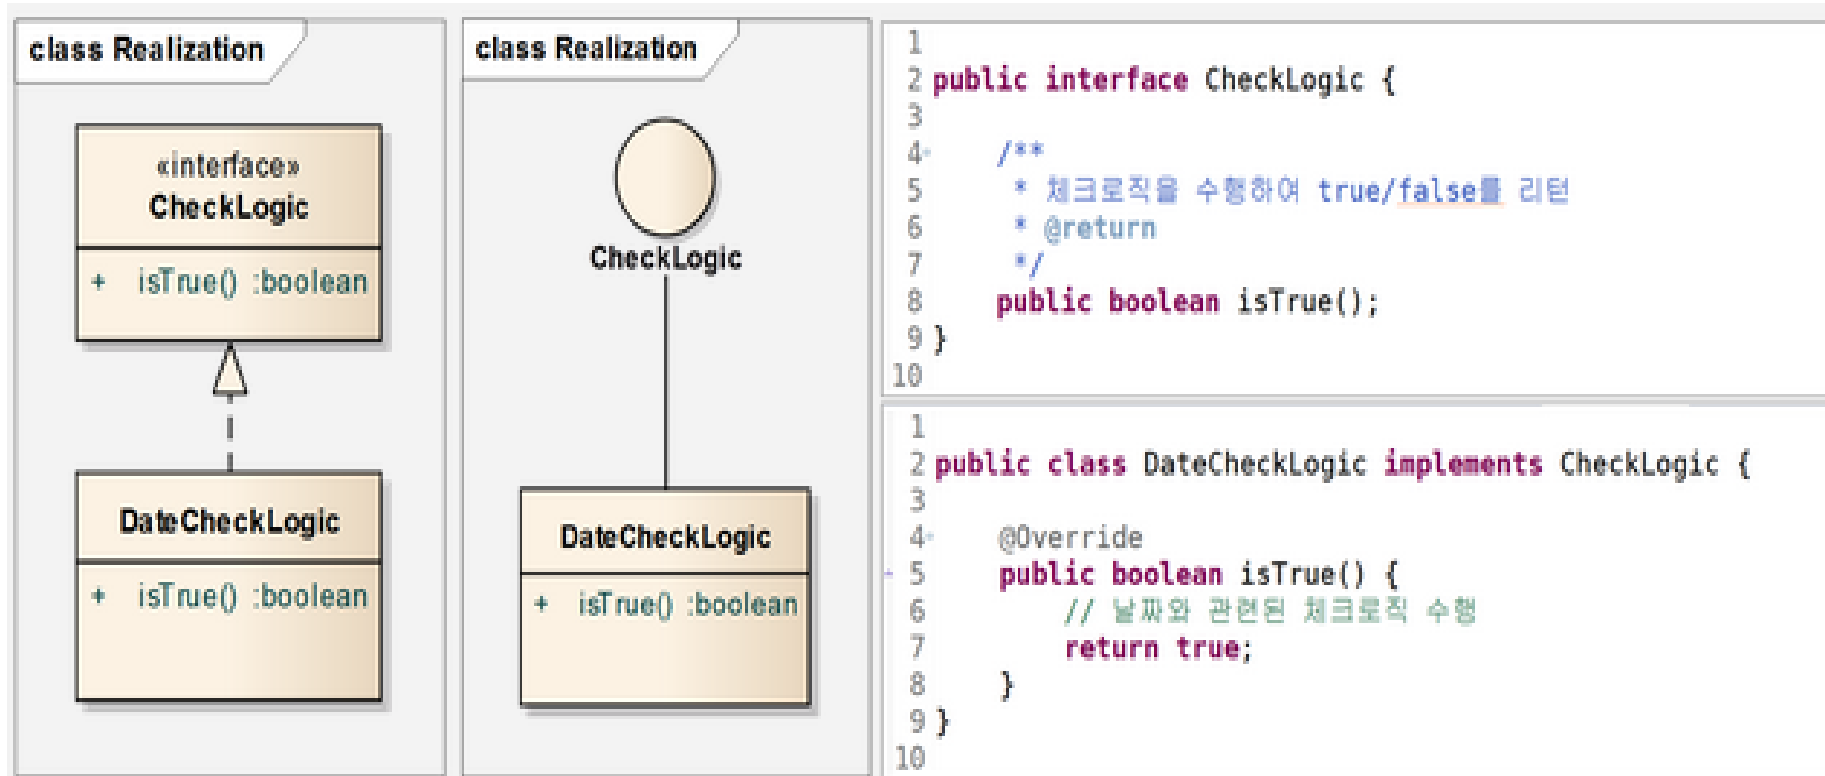 class Realization
«interface»
CheckLogic
+ isTrue() :boolean
DateCheckLogic
+ isTrue() :boolean
class Realization
CheckLogic
DateCheckLogic
+ isTrue() :boolean
1
2 public interface CheckLogic {
3
4 /**
5 * 체크로직을 수행하여 true/false를 리턴
6 * @return
7 */
8 public boolean isTrue();
9 }
10
1
2 public class DateCheckLogic implements CheckLogic {
3
4 @Override
5 public boolean isTrue() {
6 // 날짜와 관련된 체크로직 수행
7 return true;
8 }
9 }
10